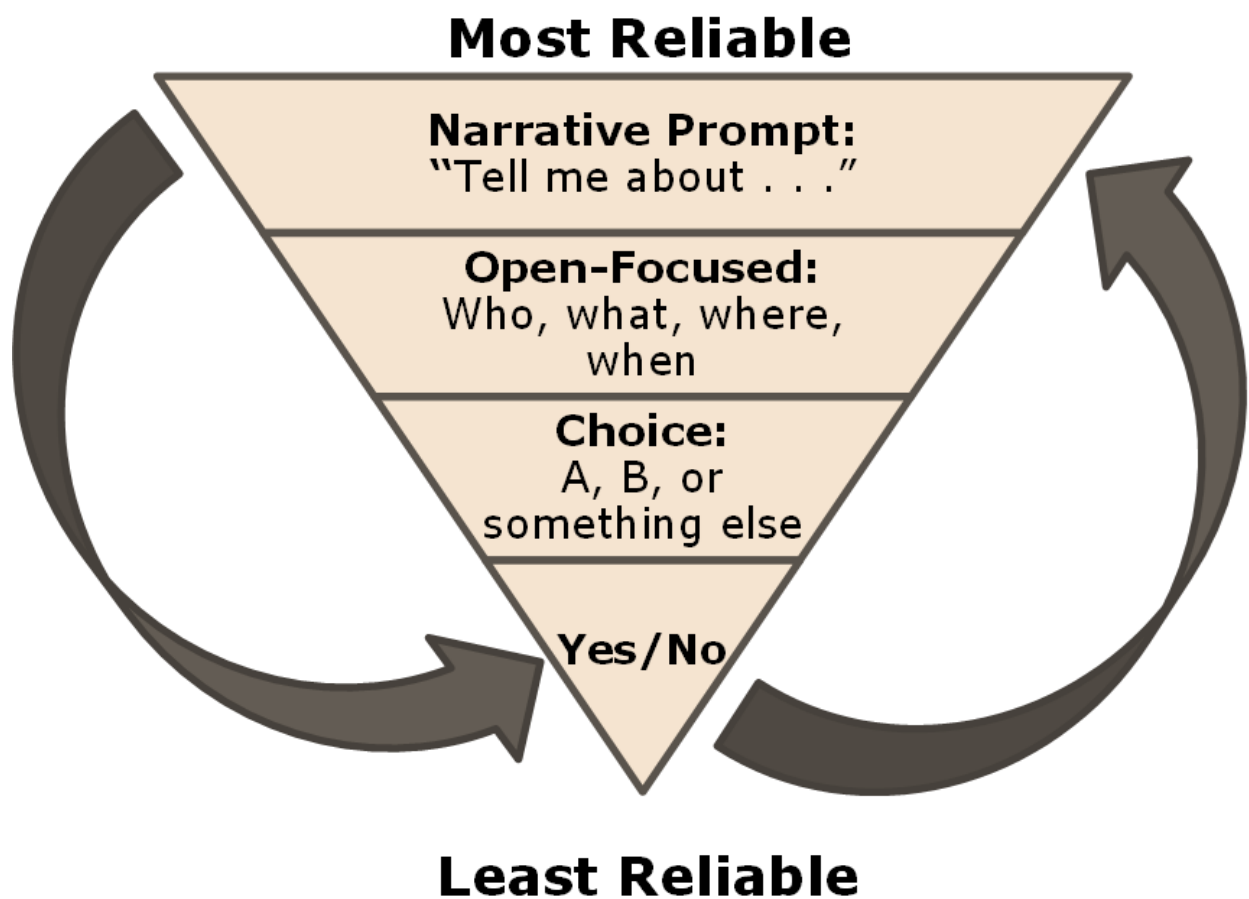 Most Reliable
Narrative Prompt:
“Tell me about . . .”
Open-Focused:
Who, what, where,
when
Choice:
A, B, or
something else
Yes/No
Least Reliable